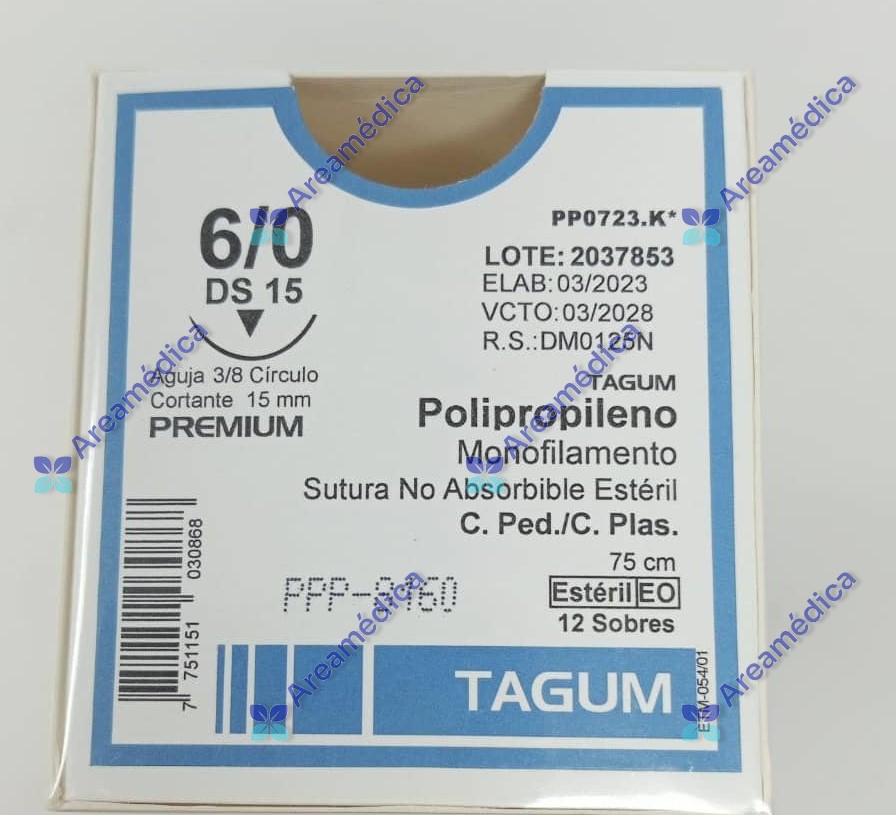 6/0
DS 15
Aguja 3/8 Círculo
Cortante 15 mm
PREMIUM
PP0723.K*
LOTE: 2037853
ELAB: 03/2023
VCTO: 03/2028
R.S.: DM0125N
TAGUM
Polipropileno
Monofilamento
Sutura No Absorbible Estéril
C. Ped./C. Plas.
75 cm
Estéril EO
12 Sobres
7 751151 030868
TAGUM
Areamédica
Areamédica
Areamédica
Areamédica
Areamédica
Areamédica